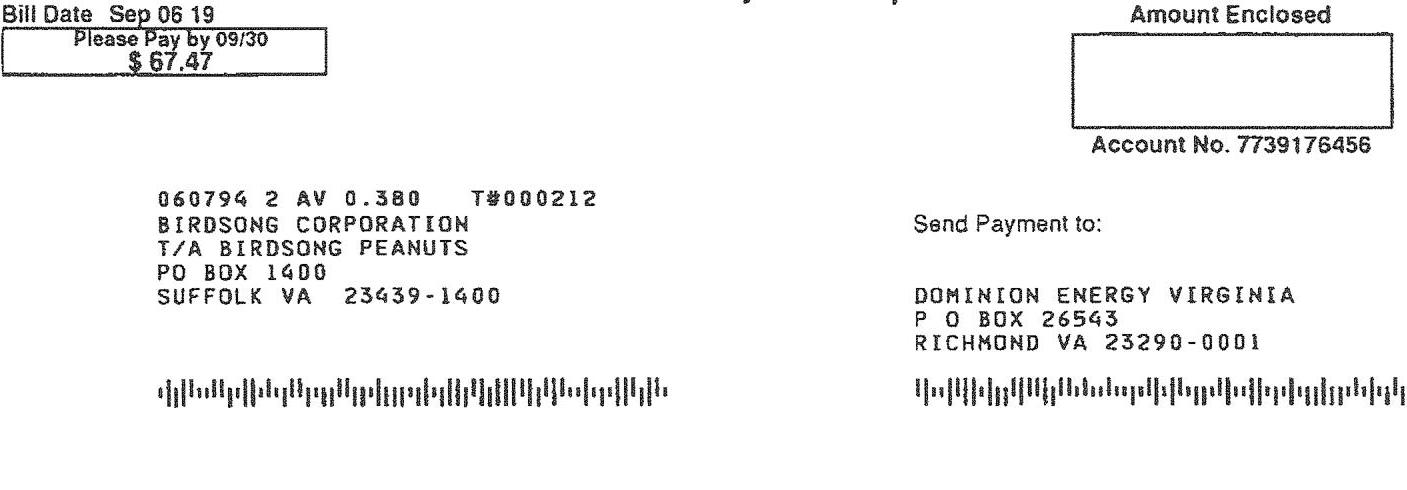 Bill Date Sep 06 19
Please Pay by 09/30
$ 67.47
Amount Enclosed
Account No. 7739176456
060794 2 AV 0.380 T#000212
BIRDSONG CORPORATION
T/A BIRDSONG PEANUTS
PO BOX 1400
SUFFOLK VA 23439-1400
Send Payment to:
DOMINION ENERGY VIRGINIA
P O BOX 26543
RICHMOND VA 23290-0001